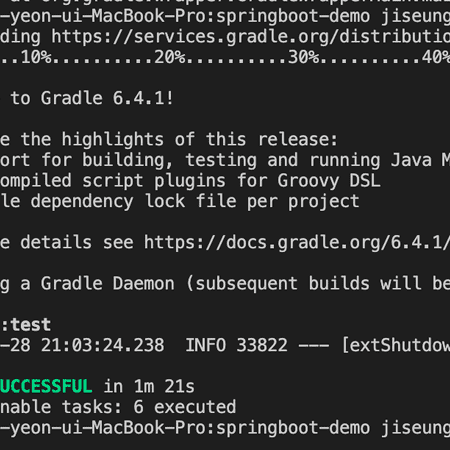 -yeon-ui-MacBook-Pro:springboot-demo jiseung
ding https://services.gradle.org/distributio
..10%..........20%..........30%..........40%
to Gradle 6.4.1!
e the highlights of this release:
ort for building, testing and running Java M
ompiled script plugins for Groovy DSL
le dependency lock file per project
e details see https://docs.gradle.org/6.4.1/
g a Gradle Daemon (subsequent builds will be
:test
-28 21:03:24.238  INFO 33822 --- [extShutdow
UCCESSFUL in 1m 21s
nable tasks: 6 executed
-yeon-ui-MacBook-Pro:springboot-demo jiseung